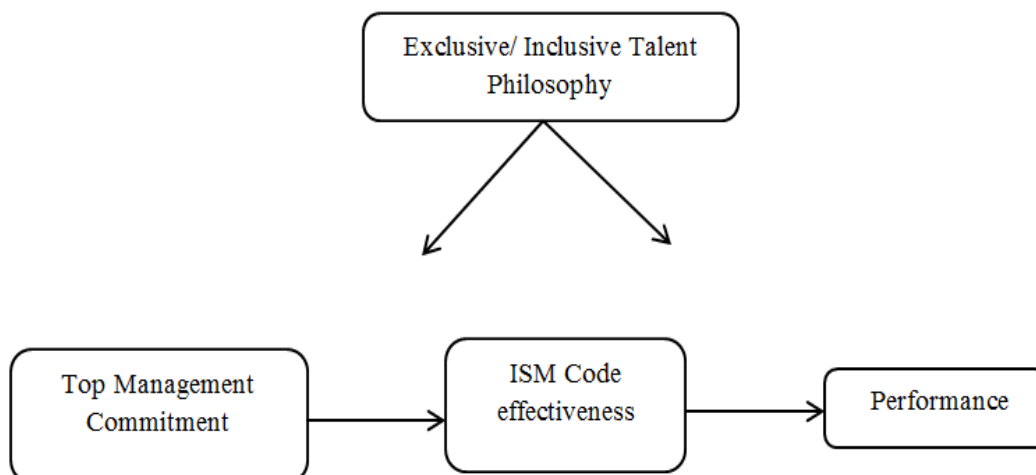 Exclusive/ Inclusive Talent
Philosophy
Top Management
Commitment
ISM Code
effectiveness
Performance